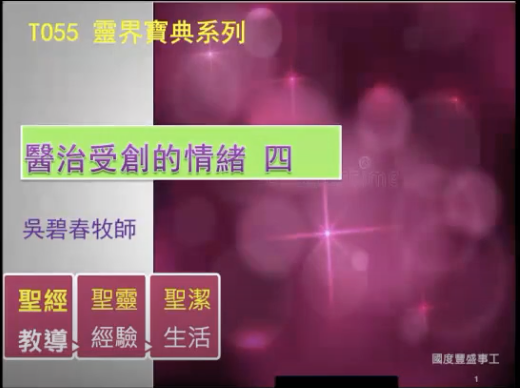 T055 靈界寶典系列
醫治受創的情緒 四
吳碧春牧師
聖經 聖靈 聖潔
教導 經驗 生活
國度豐盛事工
1